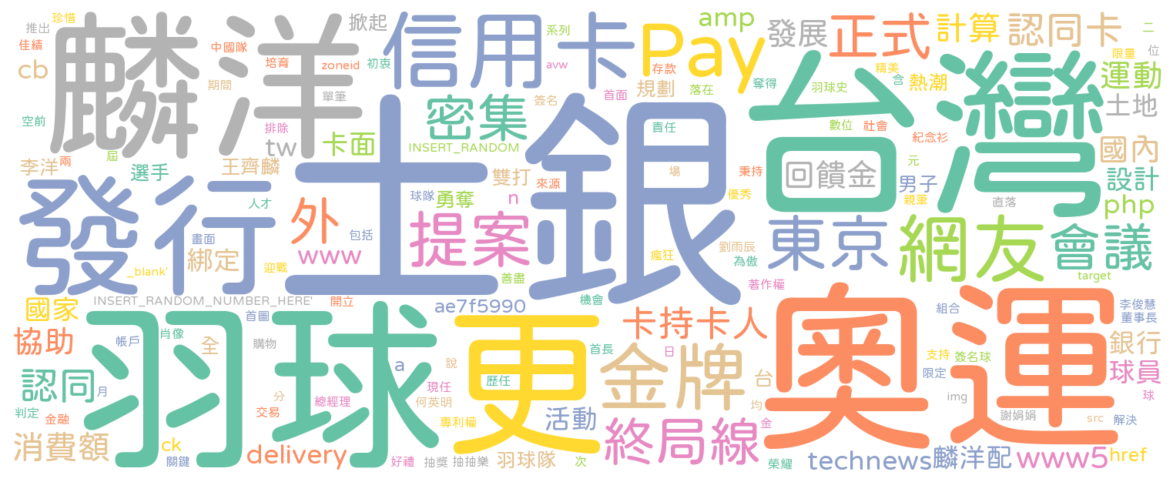 珍惜
推出
佳績
cb
麟洋
中國隊
培育
zoneid
期間
單筆
掀起
初衷
信用卡
系列
avw
Pay
存款
amp
發展
正式
計算
認同卡
二
位
限量
空前
排除
tw
卡面
密集
INSERT_RANDOM
簽名
首面
規劃
落在
責任
奪得
精美
羽球史
含
熱潮
數位
社會
台灣
紀念衫
運動
土地
李洋
兩
屆
選手
王齊麟
人才
雙打
n
來源
球隊
勇奪
土銀
場
秉持
優秀
回饋金
元
男子
親筆
直落
國內
設計
php
發行
畫面
_blank'
綁定
迎戰
外
www
包括
提案
善盡
機會
劉雨辰
瘋狂
為傲
著作權
東京
網友
會議
target
國家
INSERT_RANDOM_NUMBER_HERE'
開立
ae7f5990
首圖
協助
帳戶
肖像
全
購物
羽球
a
說
更
歷任
首長
卡持卡人
日
金牌
台
均
金
奧運
組合
李俊慧
董事長
支持
簽名球
銀行
限定
球員
球
認同
月
判定
金融
分
交易
總經理
現任
何英明
專利權
活動
終局線
img
謝娟娟
src
解決
消費額
關鍵
ck
delivery
好禮
抽獎
抽抽樂
羽球隊
次
榮耀
technews
麟洋配
www5
href